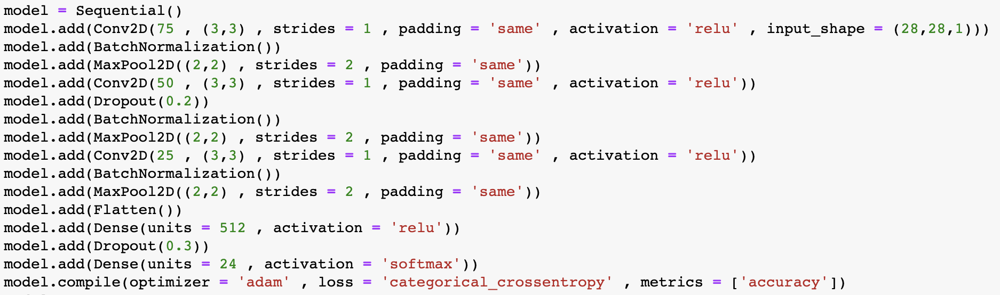 model = Sequential()
model.add(Conv2D(75 , (3,3) , strides = 1 , padding = 'same' , activation = 'relu' , input_shape = (28,28,1)))
model.add(BatchNormalization())
model.add(MaxPool2D((2,2) , strides = 2 , padding = 'same'))
model.add(Conv2D(50 , (3,3) , strides = 1 , padding = 'same' , activation = 'relu'))
model.add(Dropout(0.2))
model.add(BatchNormalization())
model.add(MaxPool2D((2,2) , strides = 2 , padding = 'same'))
model.add(Conv2D(25 , (3,3) , strides = 1 , padding = 'same' , activation = 'relu'))
model.add(BatchNormalization())
model.add(MaxPool2D((2,2) , strides = 2 , padding = 'same'))
model.add(Flatten())
model.add(Dense(units = 512 , activation = 'relu'))
model.add(Dropout(0.3))
model.add(Dense(units = 24 , activation = 'softmax'))
model.compile(optimizer = 'adam' , loss = 'categorical_crossentropy' , metrics = ['accuracy'])